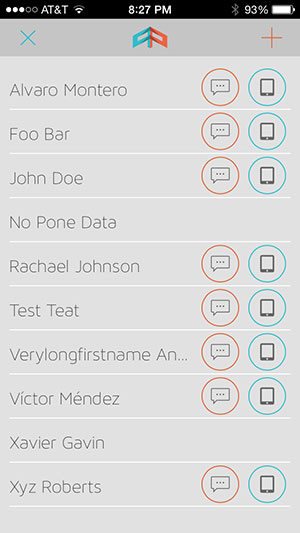 AT&T 8:27 PM 93%
Alvaro Montero
Foo Bar
John Doe
No Pone Data
Rachael Johnson
Test Teat
Verylongfirstname An...
Víctor Méndez
Xavier Gavin
Xyz Roberts